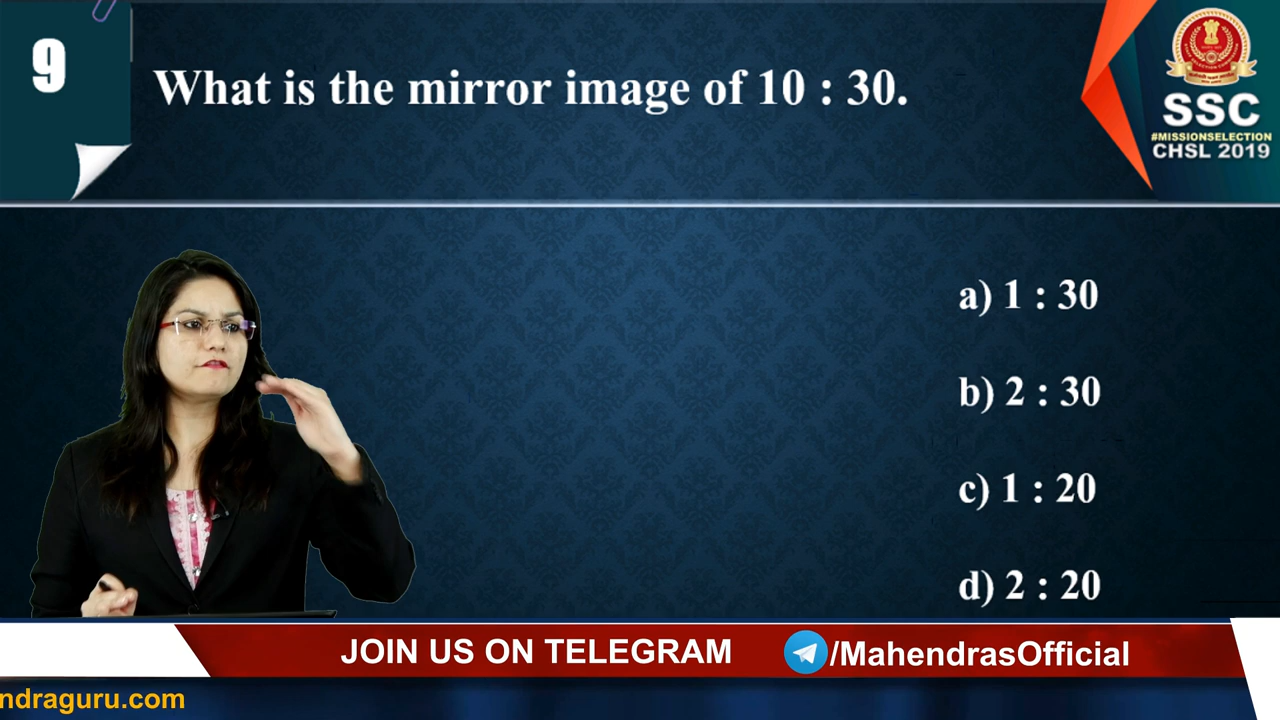 9
What is the mirror image of 10 : 30.
SSC
#MISSIONSELECTION
CHSL 2019
a) 1 : 30
b) 2 : 30
c) 1 : 20
d) 2 : 20
JOIN US ON TELEGRAM /MahendrasOfficial
ndraguru.com